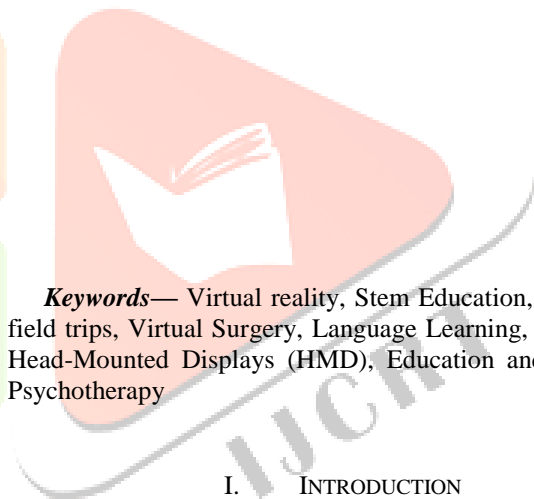 Keywords— Virtual reality, Stem Education,
field trips, Virtual Surgery, Language Learning,
Head-Mounted Displays (HMD), Education and
Psychotherapy
IJCRT
I. INTRODUCTION